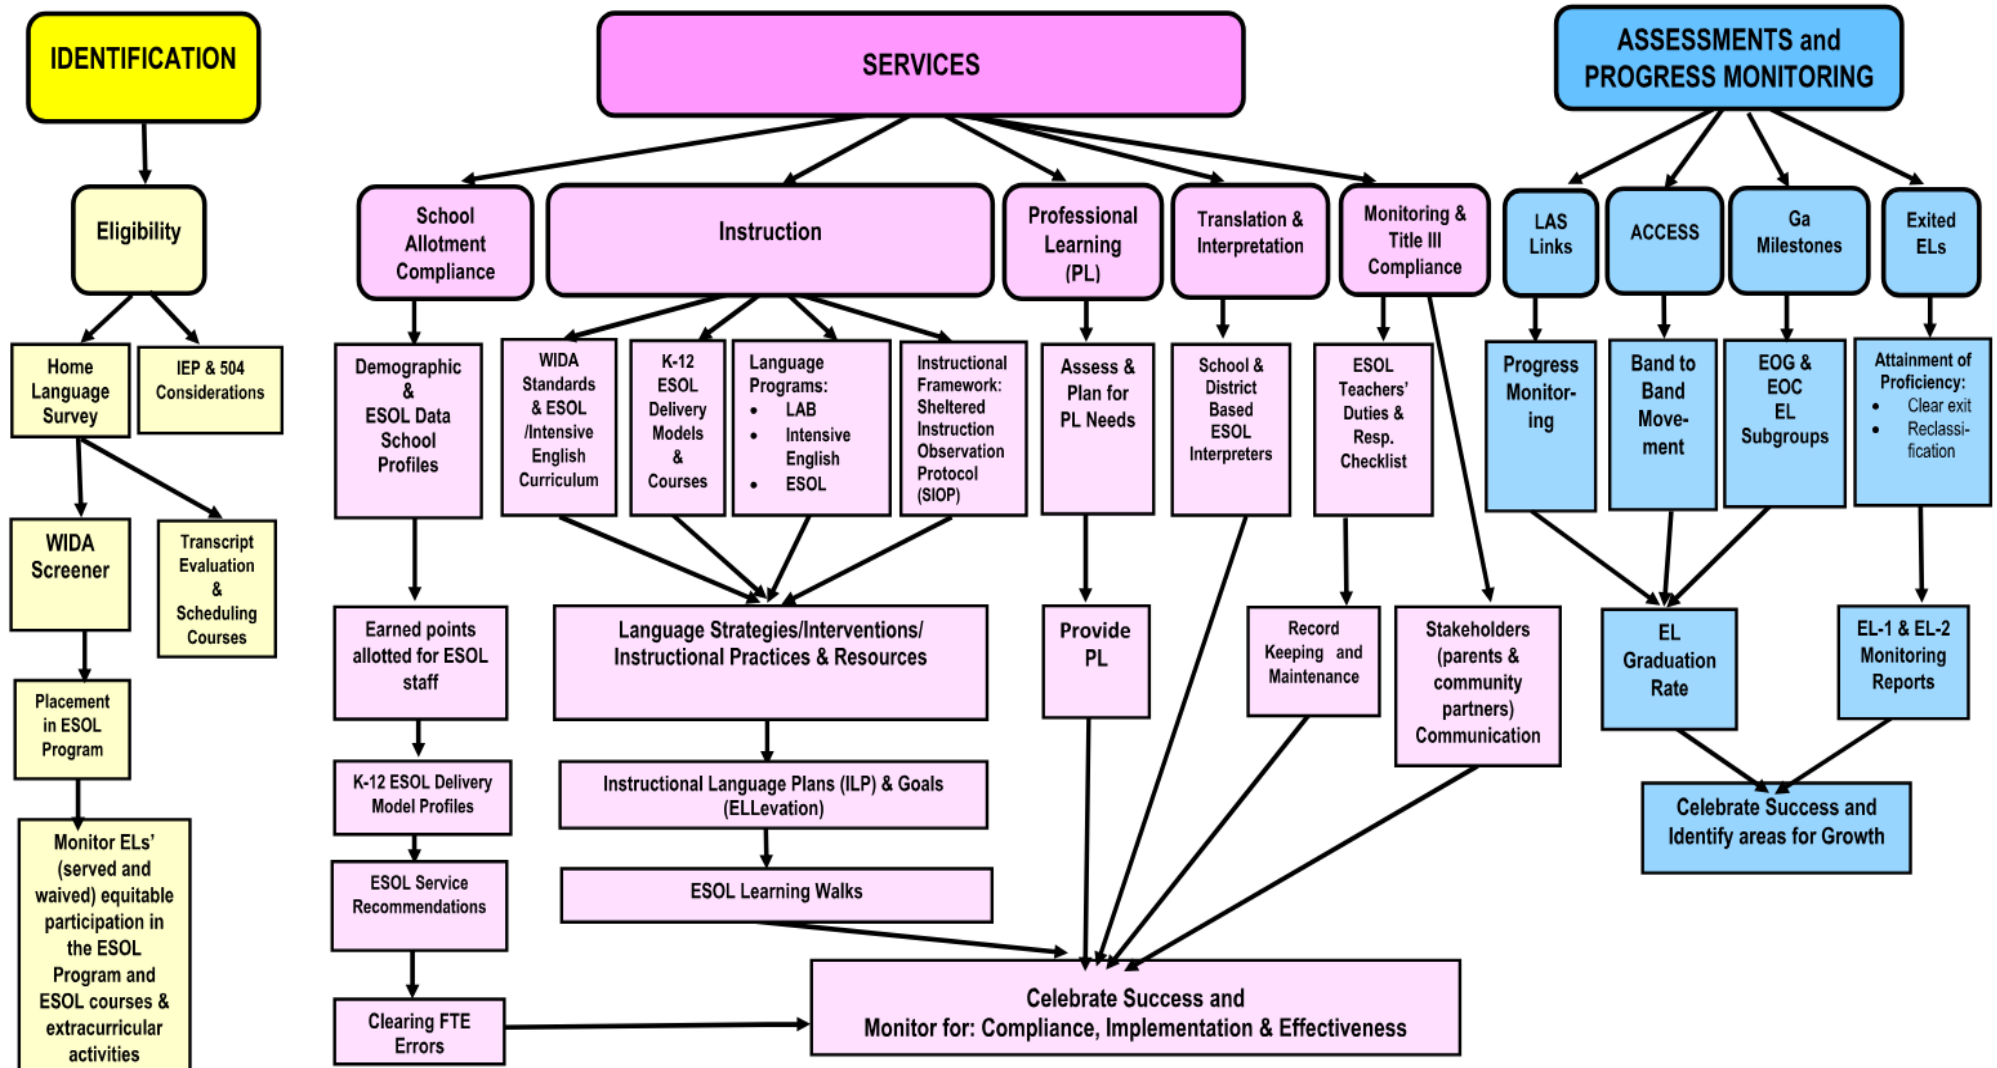 IDENTIFICATION
Eligibility
Home
Language
Survey
IEP & 504
Considerations
WIDA
Screener
Transcript
Evaluation
&
Scheduling
Courses
Placement
in ESOL
Program
Monitor ELs’
(served and
waived) equitable
participation in
the ESOL
Program and
ESOL courses &
extracurricular
activities
SERVICES
School
Allotment
Compliance
Instruction
Professional
Learning
(PL)
Translation &
Interpretation
Monitoring &
Title III
Compliance
Demographic
&
ESOL Data
School
Profiles
WIDA
Standards
& ESOL
/Intensive
English
Curriculum
K-12
ESOL
Delivery
Models
&
Courses
Language
Programs:
• LAB
• Intensive
English
• ESOL
Instructional
Framework:
Sheltered
Instruction
Observation
Protocol
(SIOP)
Assess &
Plan for
PL Needs
School &
District
Based
ESOL
Interpreters
ESOL
Teachers’
Duties &
Resp.
Checklist
Earned points
allotted for ESOL
staff
Language Strategies/Interventions/
Instructional Practices & Resources
Provide
PL
Record
Keeping and
Maintenance
Stakeholders
(parents &
community
partners)
Communication
K-12 ESOL Delivery
Model Profiles
Instructional Language Plans (ILP) & Goals
(ELLevation)
ESOL Service
Recommendations
ESOL Learning Walks
Clearing FTE
Errors
Celebrate Success and
Monitor for: Compliance, Implementation & Effectiveness
ASSESSMENTS and
PROGRESS MONITORING
LAS
Links
ACCESS
Ga
Milestones
Exited
ELs
Progress
Monitor-
ing
Band to
Band
Move-
ment
EOG &
EOC
EL
Subgroups
Attainment of
Proficiency:
• Clear exit
• Reclassi-
fication
EL
Graduation
Rate
EL-1 & EL-2
Monitoring
Reports
Celebrate Success and
Identify areas for Growth